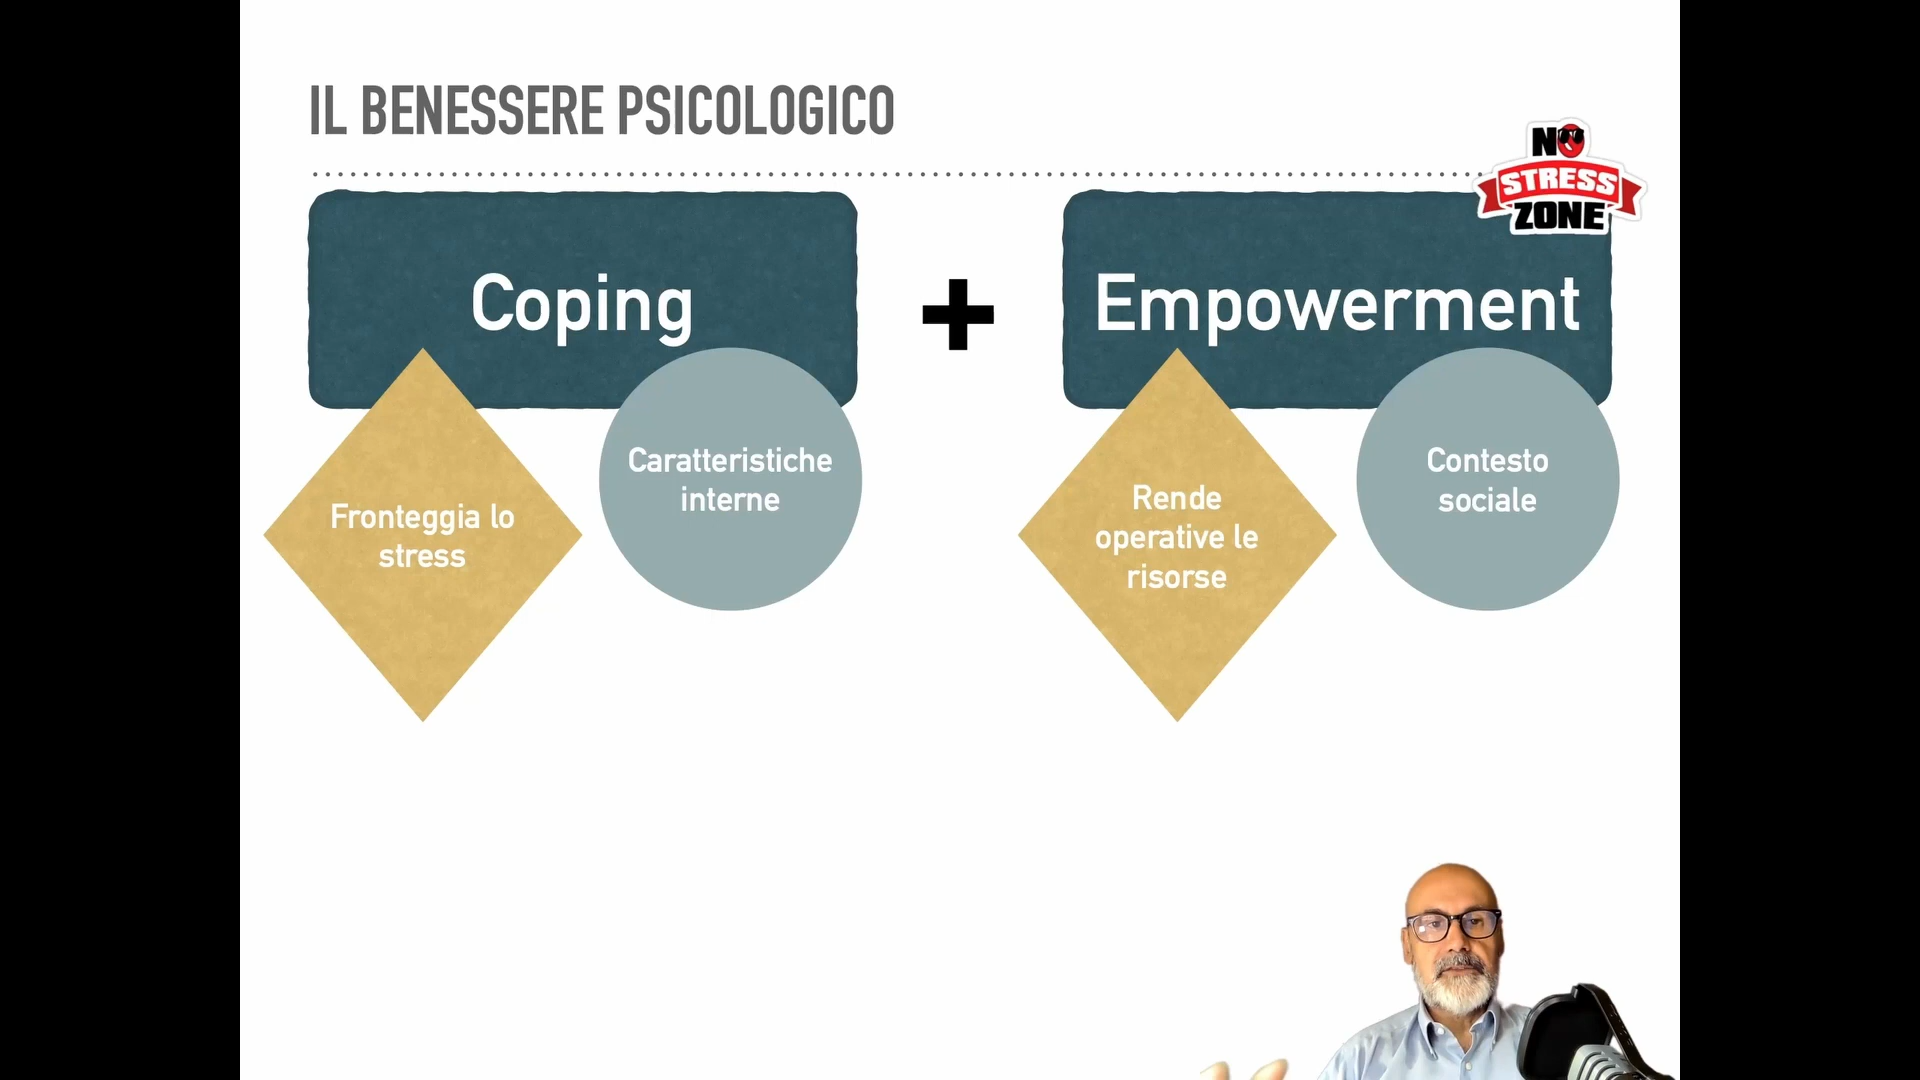 IL BENESSERE PSICOLOGICO
NO
STRESS
ZONE
Coping
+
Empowerment
Fronteggia lo
stress
Caratteristiche
interne
Rende
operative le
risorse
Contesto
sociale